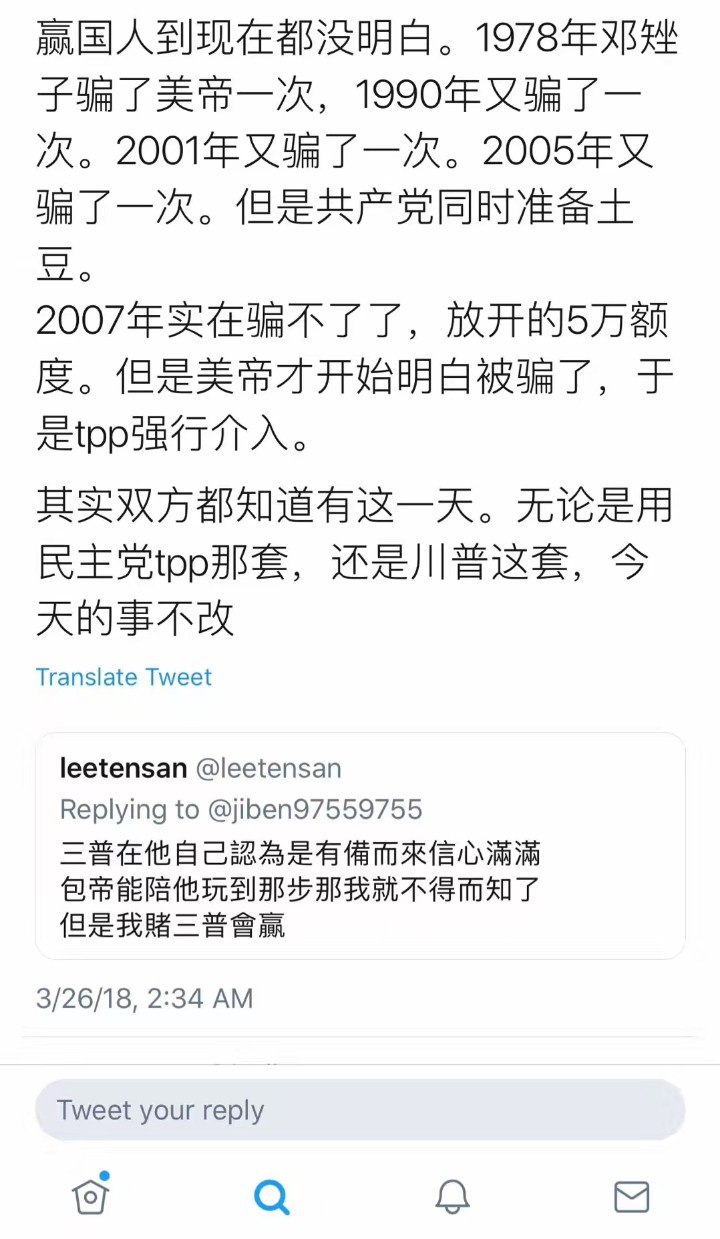 赢国人到现在都没明白。1978年邓矬
子骗了美帝一次，1990年又骗了一
次。2001年又骗了一次。2005年又
骗了一次。但是共产党同时准备土
豆。
2007年实在骗不了了，放开的5万额
度。但是美帝才开始明白被骗了，于
是tpp强行介入。
其实双方都知道有这一天。无论是用
民主党tpp那套，还是川普这套，今
天的事不改
Translate Tweet
leetensan @leetensan
Replying to @jiben97559755
三普在他自己認為是有備而來信心滿滿
包帝能陪他玩到那步那我就不得而知了
但是我賭三普會贏
3/26/18, 2:34 AM
Tweet your reply